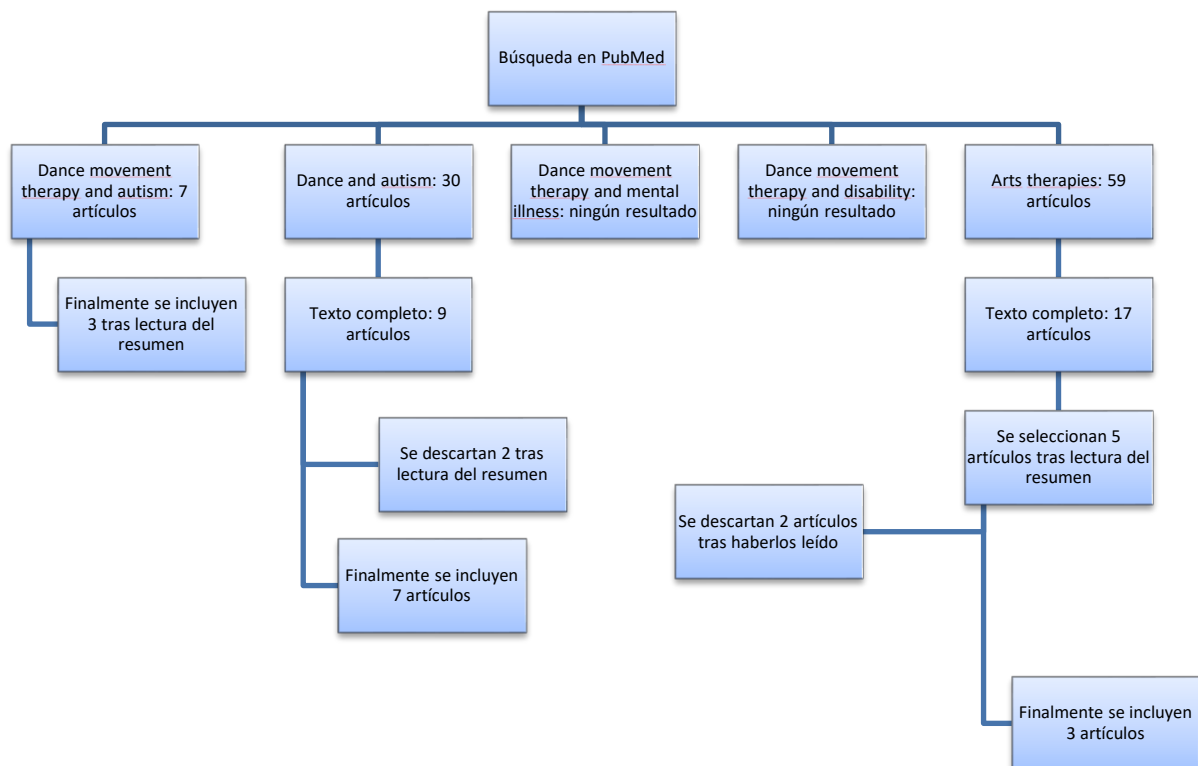 Búsqueda en PubMed
Dance movement
therapy and autism: 7
artículos
Dance and autism: 30
artículos
Dance movement
therapy and mental
illness: ningún resultado
Dance movement
therapy and disability:
ningún resultado
Arts therapies: 59
artículos
Finalmente se incluyen
3 tras lectura del
resumen
Texto completo: 9
artículos
Texto completo: 17
artículos
Se descartan 2 tras
lectura del resumen
Se seleccionan 5
artículos tras lectura del
resumen
Se descartan 2 artículos
tras haberlos leído
Finalmente se incluyen
7 artículos
Finalmente se incluyen
3 artículos